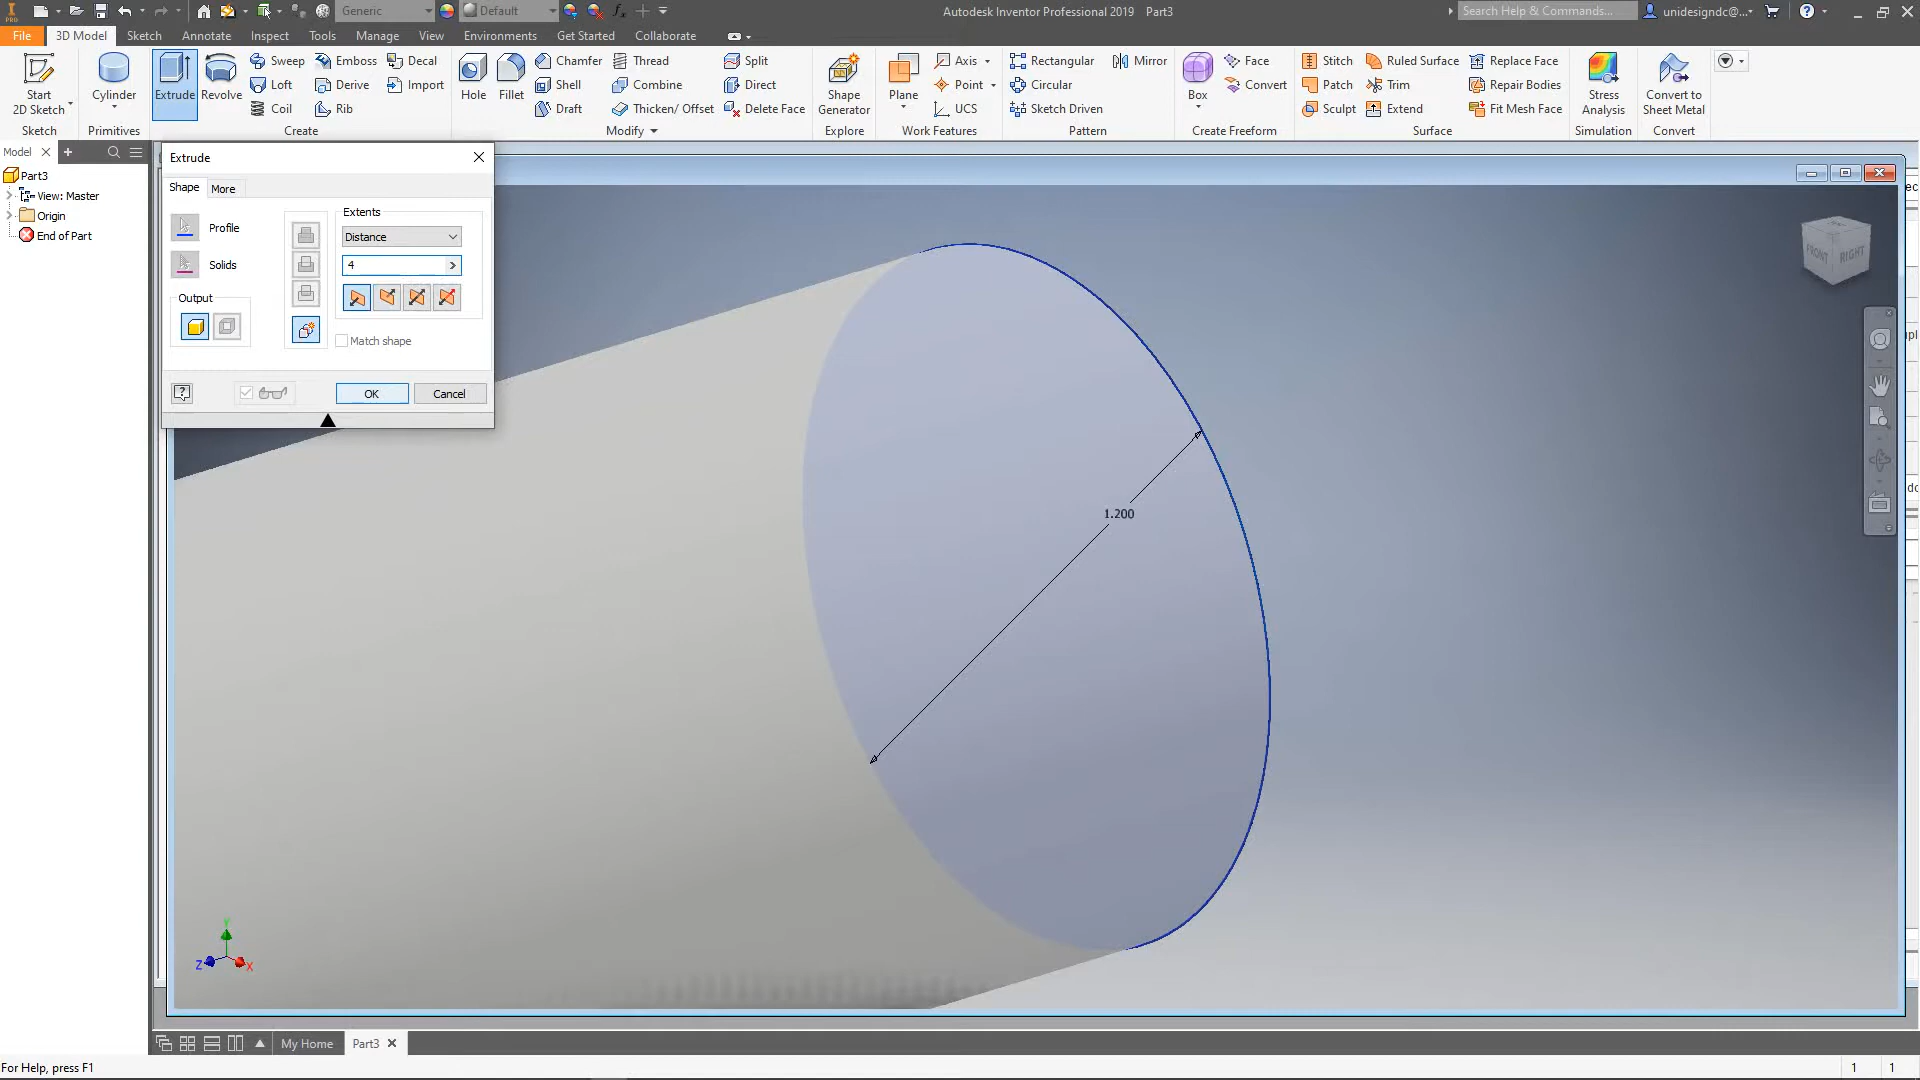 Generic
Default
Autodesk Inventor Professional 2019 Part3
Search Help & Commands...
unidesigndc@...
PRO
File
3D Model
Sketch
Annotate
Inspect
Tools
Manage
View
Environments
Get Started
Collaborate
Start
2D Sketch
Cylinder
Extrude
Revolve
Sweep
Loft
Coil
Emboss
Derive
Rib
Decal
Import
Hole
Fillet
Chamfer
Shell
Draft
Thread
Combine
Thicken/ Offset
Split
Direct
Delete Face
Shape
Generator
Plane
Axis
Point
UCS
Rectangular
Circular
Sketch Driven
Mirror
Box
Face
Convert
Stitch
Patch
Sculpt
Ruled Surface
Trim
Extend
Replace Face
Repair Bodies
Fit Mesh Face
Stress
Analysis
Convert to
Sheet Metal
Sketch
Primitives
Create
Modify
Explore
Work Features
Pattern
Create Freeform
Surface
Simulation
Convert
Model
Part3
View: Master
Origin
End of Part
Extrude
Shape
More
Profile
Solids
Output
Extents
Distance
4
Match shape
OK
Cancel
FRONT
RIGHT
1.200
Y
Z
X
My Home
Part3
For Help, press F1
1
1